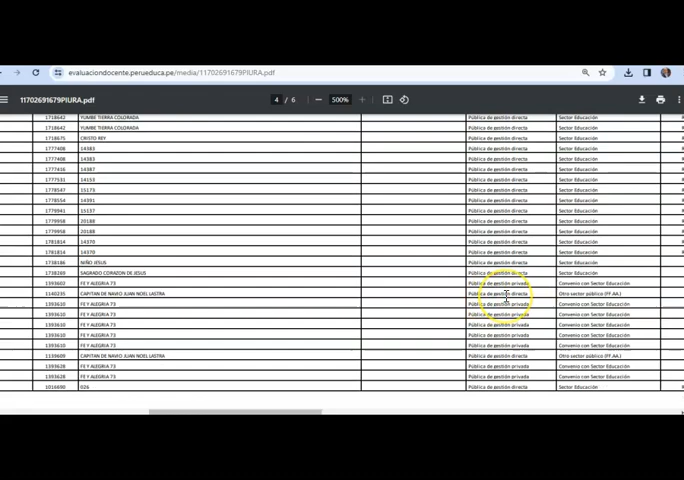 evaluaciondocente.perueduca.pe/media/11702691679PIURA.pdf
11702691679PIURA.pdf 4 / 6 — 500% +
1718642 YUMBE TIERRA COLORADA Pública de gestión directa Sector Educación
1718642 YUMBE TIERRA COLORADA Pública de gestión directa Sector Educación
1718675 CRISTO REY Pública de gestión directa Sector Educación
1777408 14383 Pública de gestión directa Sector Educación
1777408 14383 Pública de gestión directa Sector Educación
1777416 14387 Pública de gestión directa Sector Educación
1777531 14153 Pública de gestión directa Sector Educación
1778547 15173 Pública de gestión directa Sector Educación
1778554 14391 Pública de gestión directa Sector Educación
1779941 15137 Pública de gestión directa Sector Educación
1779958 20188 Pública de gestión directa Sector Educación
1779958 20188 Pública de gestión directa Sector Educación
1781814 14370 Pública de gestión directa Sector Educación
1781814 14370 Pública de gestión directa Sector Educación
1738186 NIÑO JESUS Pública de gestión directa Sector Educación
1738269 SAGRADO CORAZON DE JESUS Pública de gestión directa Sector Educación
1393602 FE Y ALEGRIA 73 Pública de gestión privada Convenio con Sector Educación
1140235 CAPITAN DE NAVIO JUAN NOEL LASTRA Pública de gestión directa Otro sector público (FF.AA.)
1393610 FE Y ALEGRIA 73 Pública de gestión privada Convenio con Sector Educación
1393610 FE Y ALEGRIA 73 Pública de gestión privada Convenio con Sector Educación
1393610 FE Y ALEGRIA 73 Pública de gestión privada Convenio con Sector Educación
1393610 FE Y ALEGRIA 73 Pública de gestión privada Convenio con Sector Educación
1393610 FE Y ALEGRIA 73 Pública de gestión privada Convenio con Sector Educación
1139609 CAPITAN DE NAVIO JUAN NOEL LASTRA Pública de gestión directa Otro sector público (FF.AA.)
1393628 FE Y ALEGRIA 73 Pública de gestión privada Convenio con Sector Educación
1393628 FE Y ALEGRIA 73 Pública de gestión privada Convenio con Sector Educación
1016690 026 Pública de gestión directa Sector Educación